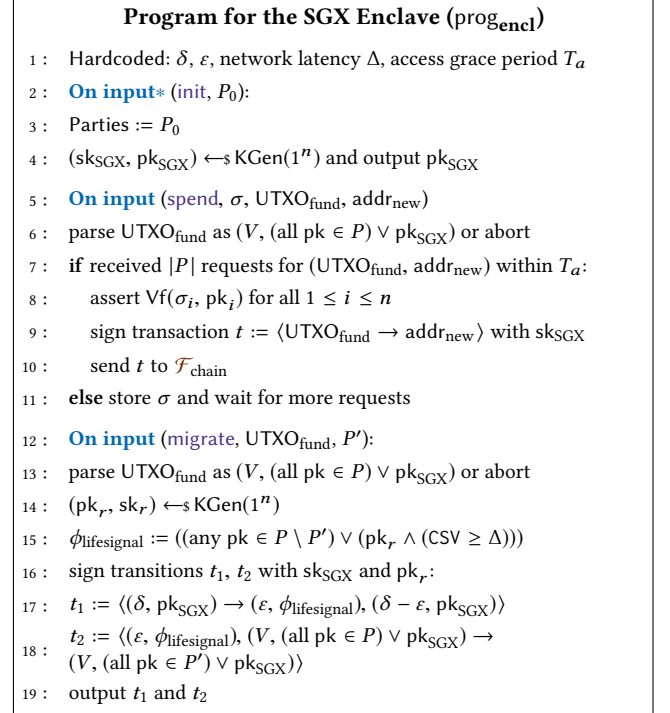 Program for the SGX Enclave (prog_encl)
1 : Hardcoded: δ, ε, network latency Δ, access grace period T_a
2 : On input* (init, P_0):
3 : Parties := P_0
4 : (sk_SGX, pk_SGX) ←$ KGen(1^n) and output pk_SGX
5 : On input (spend, σ, UTXO_fund, addr_new)
6 : parse UTXO_fund as (V, (all pk ∈ P) ∨ pk_SGX) or abort
7 : if received |P| requests for (UTXO_fund, addr_new) within T_a:
8 : assert Vf(σ_i, pk_i) for all 1 ≤ i ≤ n
9 : sign transaction t := ⟨UTXO_fund → addr_new⟩ with sk_SGX
10 : send t to ℱ_chain
11 : else store σ and wait for more requests
12 : On input (migrate, UTXO_fund, P′):
13 : parse UTXO_fund as (V, (all pk ∈ P) ∨ pk_SGX) or abort
14 : (pk_r, sk_r) ←$ KGen(1^n)
15 : ϕ_lifesignal := ((any pk ∈ P \ P′) ∨ (pk_r ∧ (CSV ≥ Δ)))
16 : sign transitions t_1, t_2 with sk_SGX and pk_r:
17 : t_1 := ⟨(δ, pk_SGX) → (ε, ϕ_lifesignal), (δ − ε, pk_SGX)⟩
18 : t_2 := ⟨(ε, ϕ_lifesignal), (V, (all pk ∈ P) ∨ pk_SGX) →
(V, (all pk ∈ P′) ∨ pk_SGX)⟩
19 : output t_1 and t_2